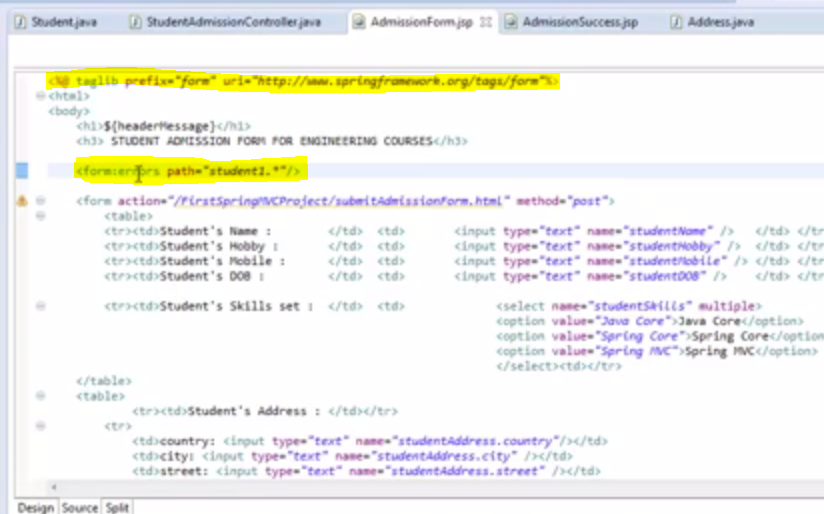 Student.java StudentAdmissionController.java AdmissionForm.jsp AdmissionSuccess.jsp Address.java
<%@ taglib prefix="form" uri="http://www.springframework.org/tags/form"%>
<html>
<body>
<h1>${headerMessage}</h1>
<h3> STUDENT ADMISSION FORM FOR ENGINEERING COURSES</h3>
<form:errors path="student1.*"/>
<form action="/FirstSpringMVCProject/submitAdmissionForm.html" method="post">
<table>
<tr><td>Student's Name : </td> <td> <input type="text" name="studentName" /> </td> </tr
<tr><td>Student's Hobby : </td> <td> <input type="text" name="studentHobby" /> </td> </tr
<tr><td>Student's Mobile : </td> <td> <input type="text" name="studentMobile" /> </td> </tr
<tr><td>Student's DOB : </td> <td> <input type="text" name="studentDOB" /> </td> </tr
<tr><td>Student's Skills set : </td> <td> <select name="studentSkills" multiple>
<option value="Java Core">Java Core</option>
<option value="Spring Core">Spring Core</option>
<option value="Spring MVC">Spring MVC</option>
</select><td></tr>
</table>
<table>
<tr><td>Student's Address : </td></tr>
<tr>
<td>country: <input type="text" name="studentAddress.country"/></td>
<td>city: <input type="text" name="studentAddress.city" /></td>
<td>street: <input type="text" name="studentAddress.street" /></td>
Design Source Split